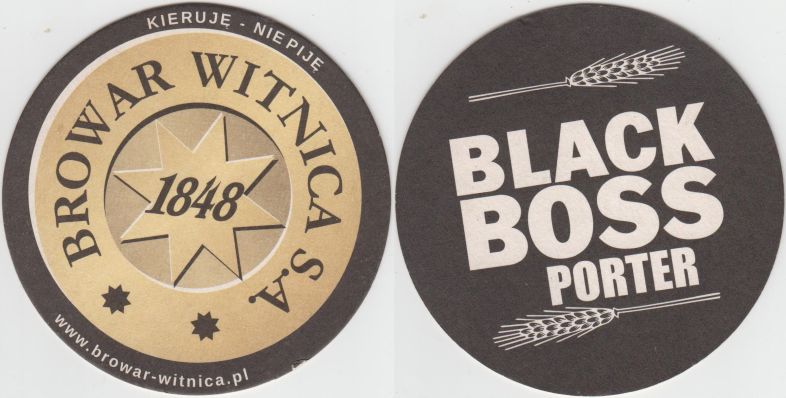 KIERUJĘ - NIE PIJĘ
BROWAR WITNICA S.A.
1848
www.browar-witnica.pl
BLACK
BOSS
PORTER